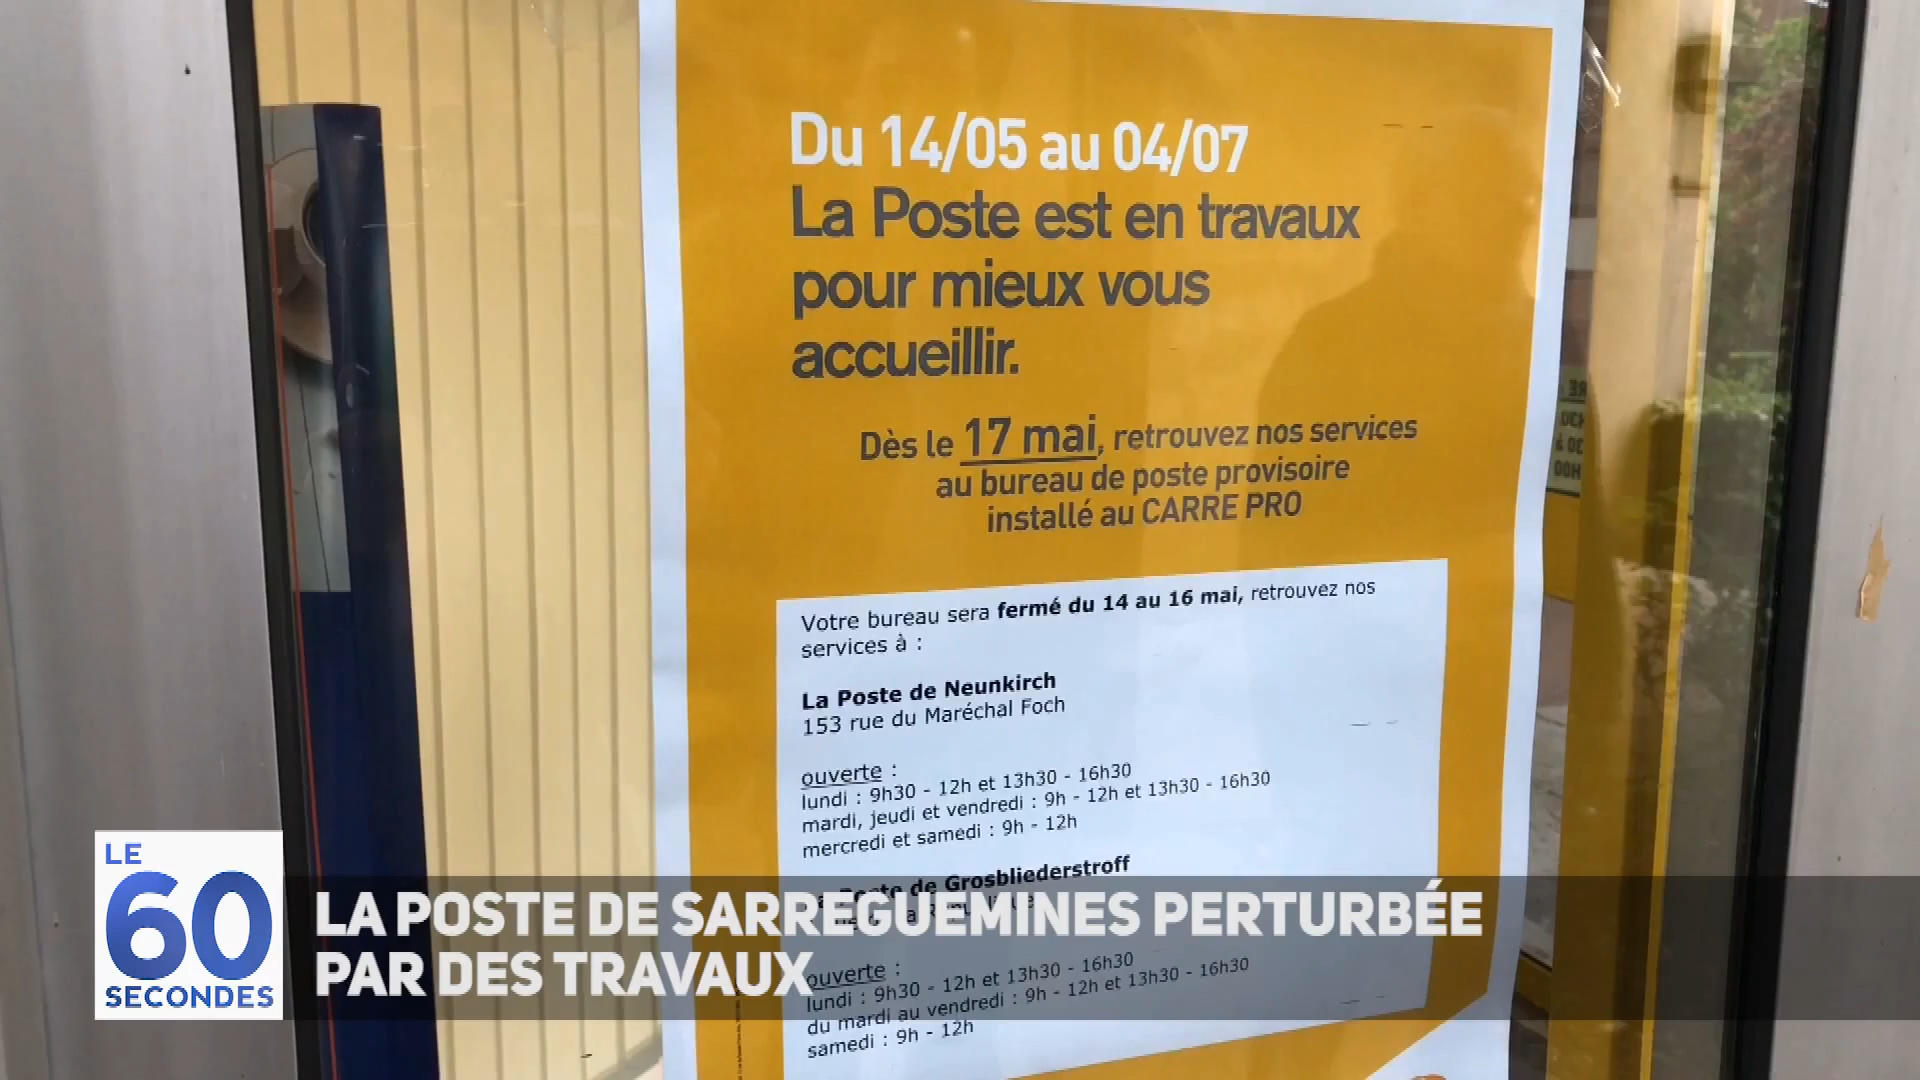 Du 14/05 au 04/07
La Poste est en travaux
pour mieux vous
accueillir.
Dès le 17 mai, retrouvez nos services
au bureau de poste provisoire
installé au CARRE PRO
Votre bureau sera fermé du 14 au 16 mai, retrouvez nos
services à :
La Poste de Neunkirch
153 rue du Maréchal Foch
ouverte :
lundi : 9h30 - 12h et 13h30 - 16h30
mardi, jeudi et vendredi : 9h - 12h et 13h30 - 16h30
mercredi et samedi : 9h - 12h
La Poste de Grosbliederstroff
ouverte :
lundi : 9h30 - 12h et 13h30 - 16h30
du mardi au vendredi : 9h - 12h et 13h30 - 16h30
samedi : 9h - 12h
LE
60
SECONDES
LA POSTE DE SARREGUEMINES PERTURBÉE
PAR DES TRAVAUX